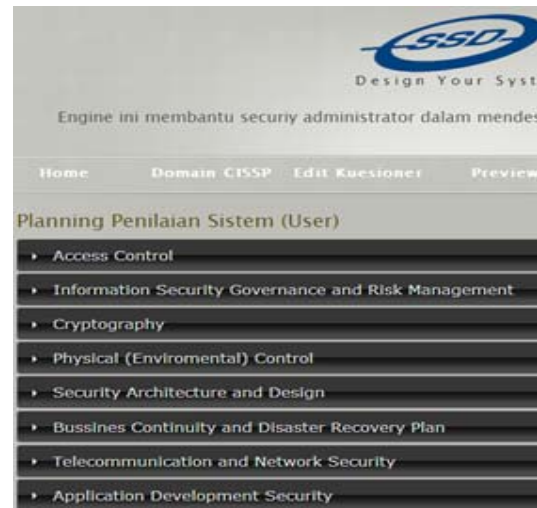 SSD
Design Your Syst
Engine ini membantu securiy administrator dalam mendes
Home Domain CISSP Edit Kuesioner Preview
Planning Penilaian Sistem (User)
Access Control
Information Security Governance and Risk Management
Cryptography
Physical (Enviromental) Control
Security Architecture and Design
Bussines Continuity and Disaster Recovery Plan
Telecommunication and Network Security
Application Development Security